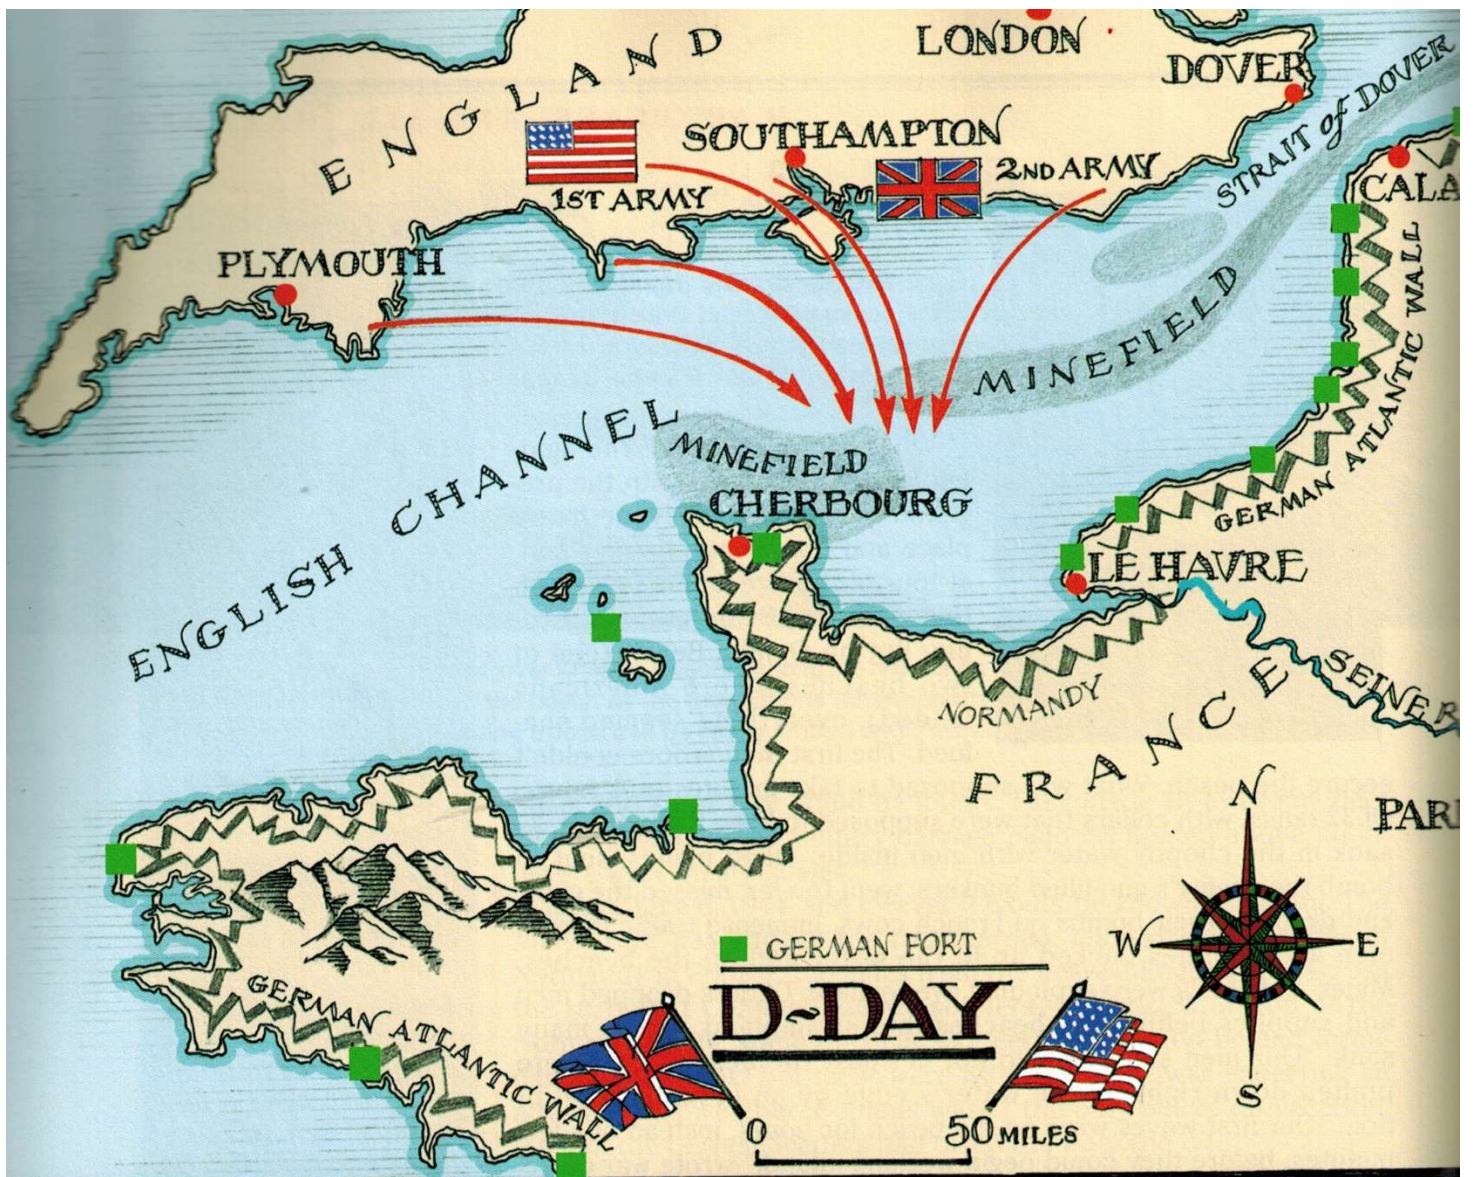 ENGLAND
LONDON
DOVER
STRAIT of DOVER
SOUTHAMPTON
1ST ARMY
2ND ARMY
CALA
PLYMOUTH
MINEFIELD
GERMAN ATLANTIC WALL
ENGLISH CHANNEL
MINEFIELD
CHERBOURG
LE HAVRE
SEINE R
NORMANDY
FRANCE
PARI
N
W
E
S
GERMAN ATLANTIC WALL
GERMAN FORT
D-DAY
0
50 MILES